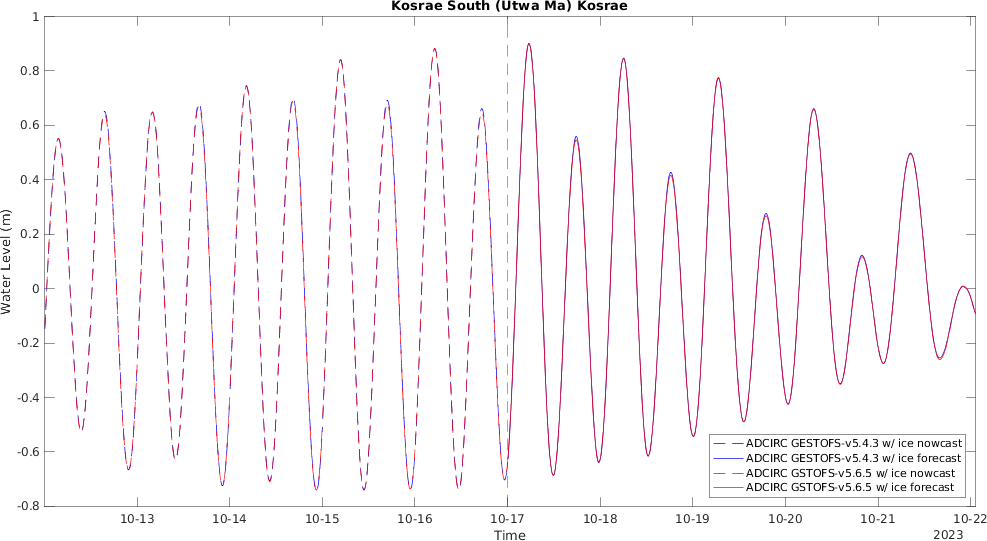 Kosrae South (Utwa Ma) Kosrae
1
0.8
0.6
0.4
0.2
0
-0.2
-0.4
-0.6
-0.8
Water Level (m)
ADCIRC GESTOFS-v5.4.3 w/ ice nowcast
ADCIRC GESTOFS-v5.4.3 w/ ice forecast
ADCIRC GSTOFS-v5.6.5 w/ ice nowcast
ADCIRC GSTOFS-v5.6.5 w/ ice forecast
10-13 10-14 10-15 10-16 10-17 10-18 10-19 10-20 10-21 10-22
Time
2023